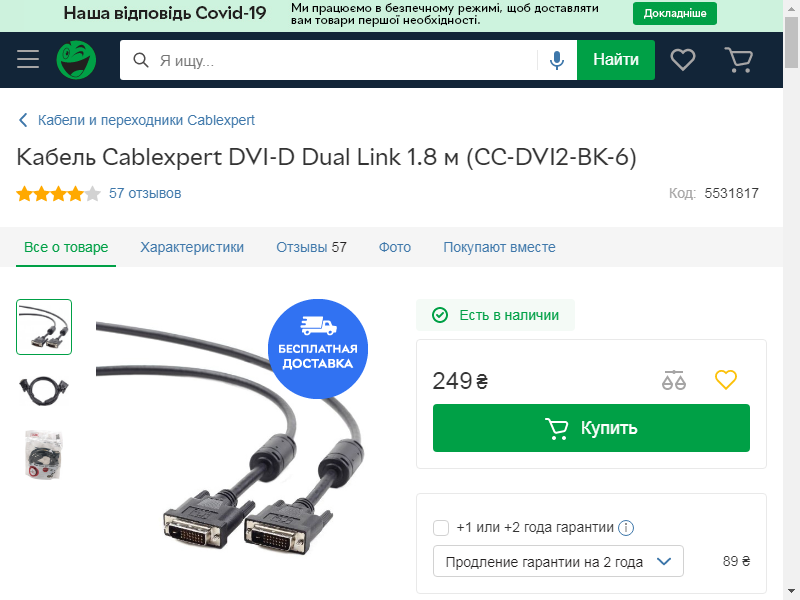 Наша відповідь Covid-19
Ми працюємо в безпечному режимі, щоб доставляти
вам товари першої необхідності.
Докладніше
Я ищу...
Найти
Кабели и переходники Cablexpert
Кабель Cablexpert DVI-D Dual Link 1.8 м (CC-DVI2-BK-6)
57 отзывов
Код: 5531817
Все о товаре
Характеристики
Отзывы 57
Фото
Покупают вместе
БЕСПЛАТНАЯ
ДОСТАВКА
Есть в наличии
249 ₴
Купить
+1 или +2 года гарантии
Продление гарантии на 2 года
89 ₴